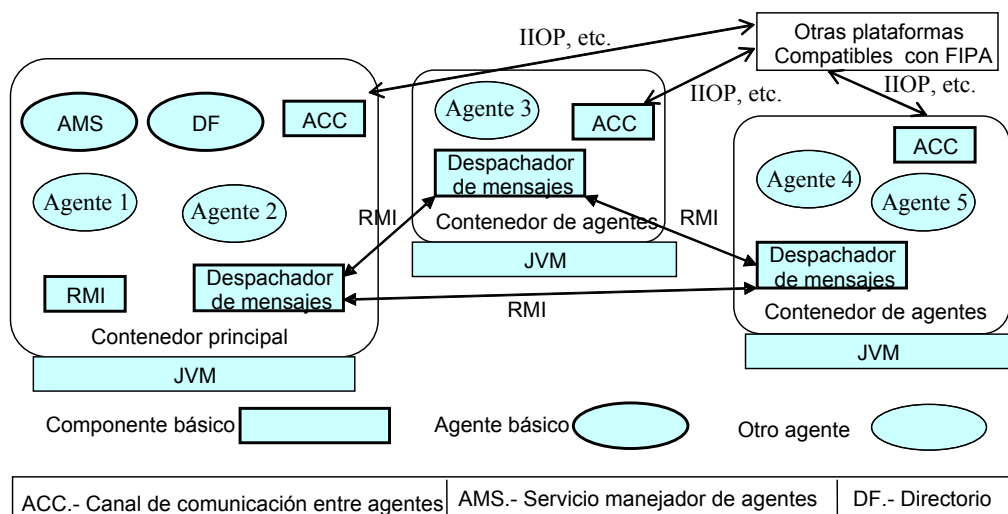 IIOP, etc.
Otras plataformas
Compatibles con FIPA
IIOP, etc.
IIOP, etc.
AMS
DF
ACC
Agente 1
Agente 2
RMI
Despachador
de mensajes
Contenedor principal
JVM
Agente 3
ACC
Despachador
de mensajes
Contenedor de agentes
JVM
RMI
RMI
RMI
ACC
Agente 4
Agente 5
Despachador
de mensajes
Contenedor de agentes
JVM
Componente básico
Agente básico
Otro agente
ACC.- Canal de comunicación entre agentes
AMS.- Servicio manejador de agentes
DF.- Directorio